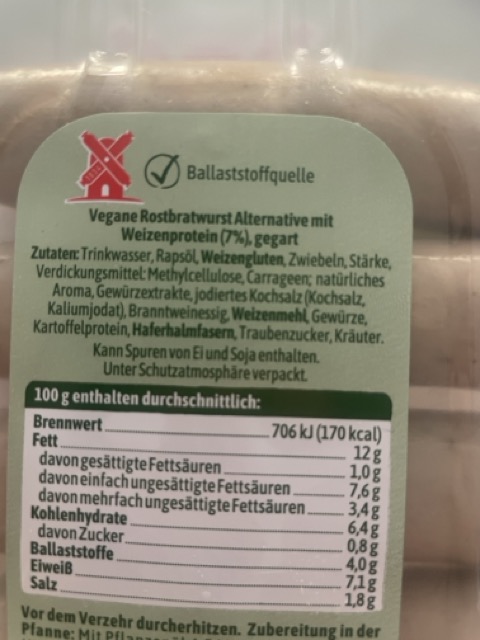 Ballaststoffquelle
Vegane Rostbratwurst Alternative mit
Weizenprotein (7%), gegart
Zutaten: Trinkwasser, Rapsöl, Weizengluten, Zwiebeln, Stärke,
Verdickungsmittel: Methylcellulose, Carrageen; natürliches
Aroma, Gewürzextrakte, jodiertes Kochsalz (Kochsalz,
Kaliumjodat), Branntweinessig, Weizenmehl, Gewürze,
Kartoffelprotein, Haferhalmfasern, Traubenzucker, Kräuter.
Kann Spuren von Ei und Soja enthalten.
Unter Schutzatmosphäre verpackt.
100 g enthalten durchschnittlich:
Brennwert 706 kJ (170 kcal)
Fett 12 g
davon gesättigte Fettsäuren 1,0 g
davon einfach ungesättigte Fettsäuren 7,6 g
davon mehrfach ungesättigte Fettsäuren 3,4 g
Kohlenhydrate 6,4 g
davon Zucker 0,8 g
Ballaststoffe 4,0 g
Eiweiß 7,1 g
Salz 1,8 g
Vor dem Verzehr durcherhitzen. Zubereitung in der
Pfanne: Mit